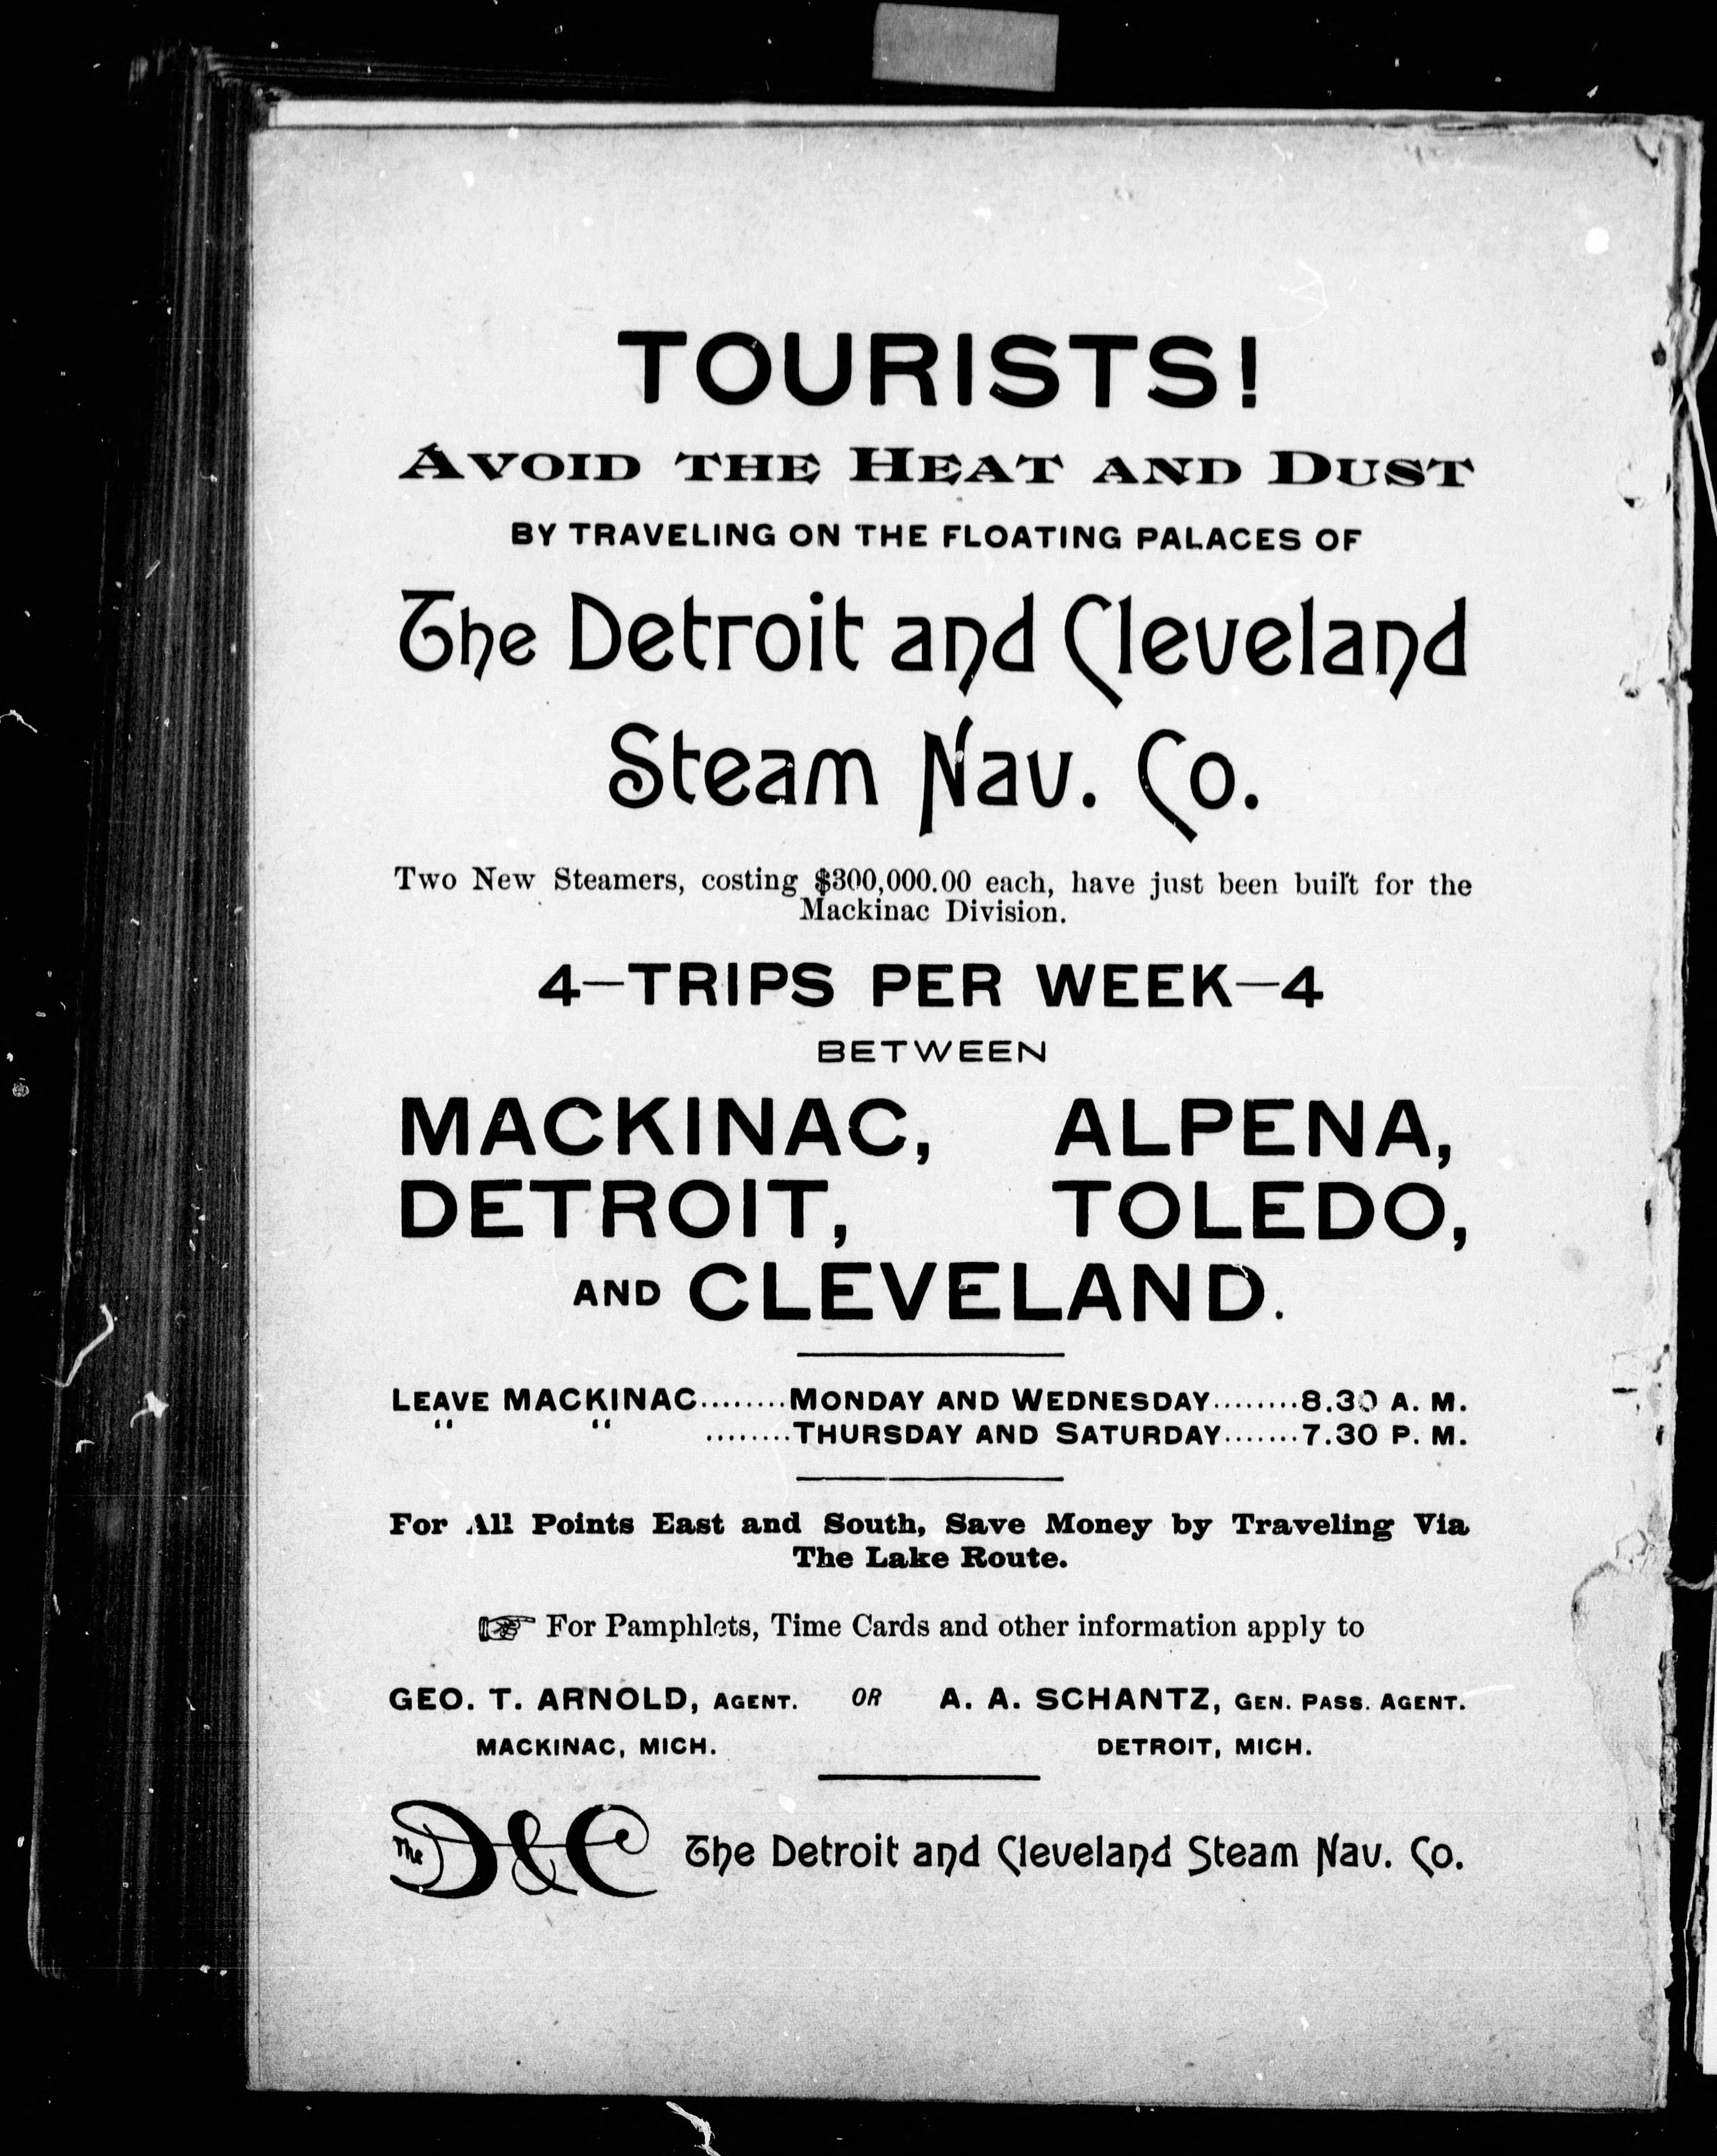 TOURISTS!
AVOID THE HEAT AND DUST
BY TRAVELING ON THE FLOATING PALACES OF
The Detroit and Cleveland
Steam Nav. Co.
Two New Steamers, costing $300,000.00 each, have just been built for the
Mackinac Division.
4—TRIPS PER WEEK—4
BETWEEN
MACKINAC, ALPENA,
DETROIT, TOLEDO,
AND CLEVELAND.
LEAVE MACKINAC........MONDAY AND WEDNESDAY........8.30 A. M.
" " ........THURSDAY AND SATURDAY.......7.30 P. M.
For All Points East and South, Save Money by Traveling Via
The Lake Route.
☞ For Pamphlets, Time Cards and other information apply to
GEO. T. ARNOLD, AGENT. OR A. A. SCHANTZ, GEN. PASS. AGENT.
MACKINAC, MICH. DETROIT, MICH.
The D&C The Detroit and Cleveland Steam Nav. Co.